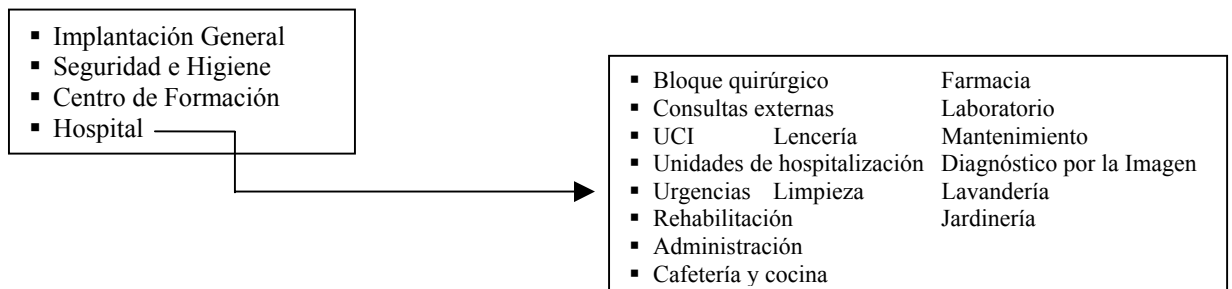 ▪ Implantación General
▪ Seguridad e Higiene
▪ Centro de Formación
▪ Hospital
▪ Bloque quirúrgico Farmacia
▪ Consultas externas Laboratorio
▪ UCI Lencería Mantenimiento
▪ Unidades de hospitalización Diagnóstico por la Imagen
▪ Urgencias Limpieza Lavandería
▪ Rehabilitación Jardinería
▪ Administración
▪ Cafetería y cocina